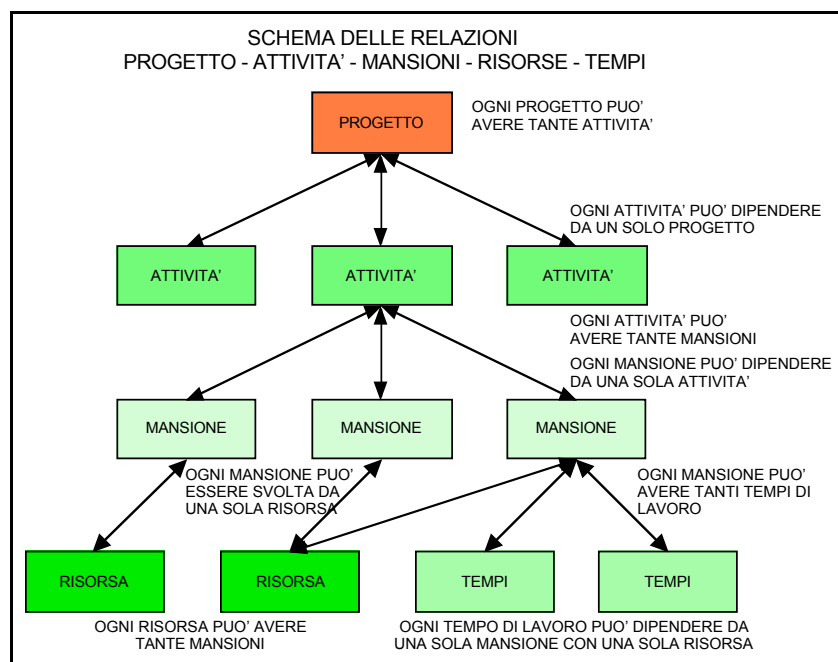 SCHEMA DELLE RELAZIONI
PROGETTO - ATTIVITA' - MANSIONI - RISORSE - TEMPI
PROGETTO
OGNI PROGETTO PUO'
AVERE TANTE ATTIVITA'
OGNI ATTIVITA' PUO' DIPENDERE
DA UN SOLO PROGETTO
ATTIVITA'
ATTIVITA'
ATTIVITA'
OGNI ATTIVITA' PUO'
AVERE TANTE MANSIONI
OGNI MANSIONE PUO' DIPENDERE
DA UNA SOLA ATTIVITA'
MANSIONE
MANSIONE
MANSIONE
OGNI MANSIONE PUO'
ESSERE SVOLTA DA
UNA SOLA RISORSA
OGNI MANSIONE PUO'
AVERE TANTI TEMPI DI
LAVORO
RISORSA
RISORSA
TEMPI
TEMPI
OGNI RISORSA PUO' AVERE
TANTE MANSIONI
OGNI TEMPO DI LAVORO PUO' DIPENDERE DA
UNA SOLA MANSIONE CON UNA SOLA RISORSA